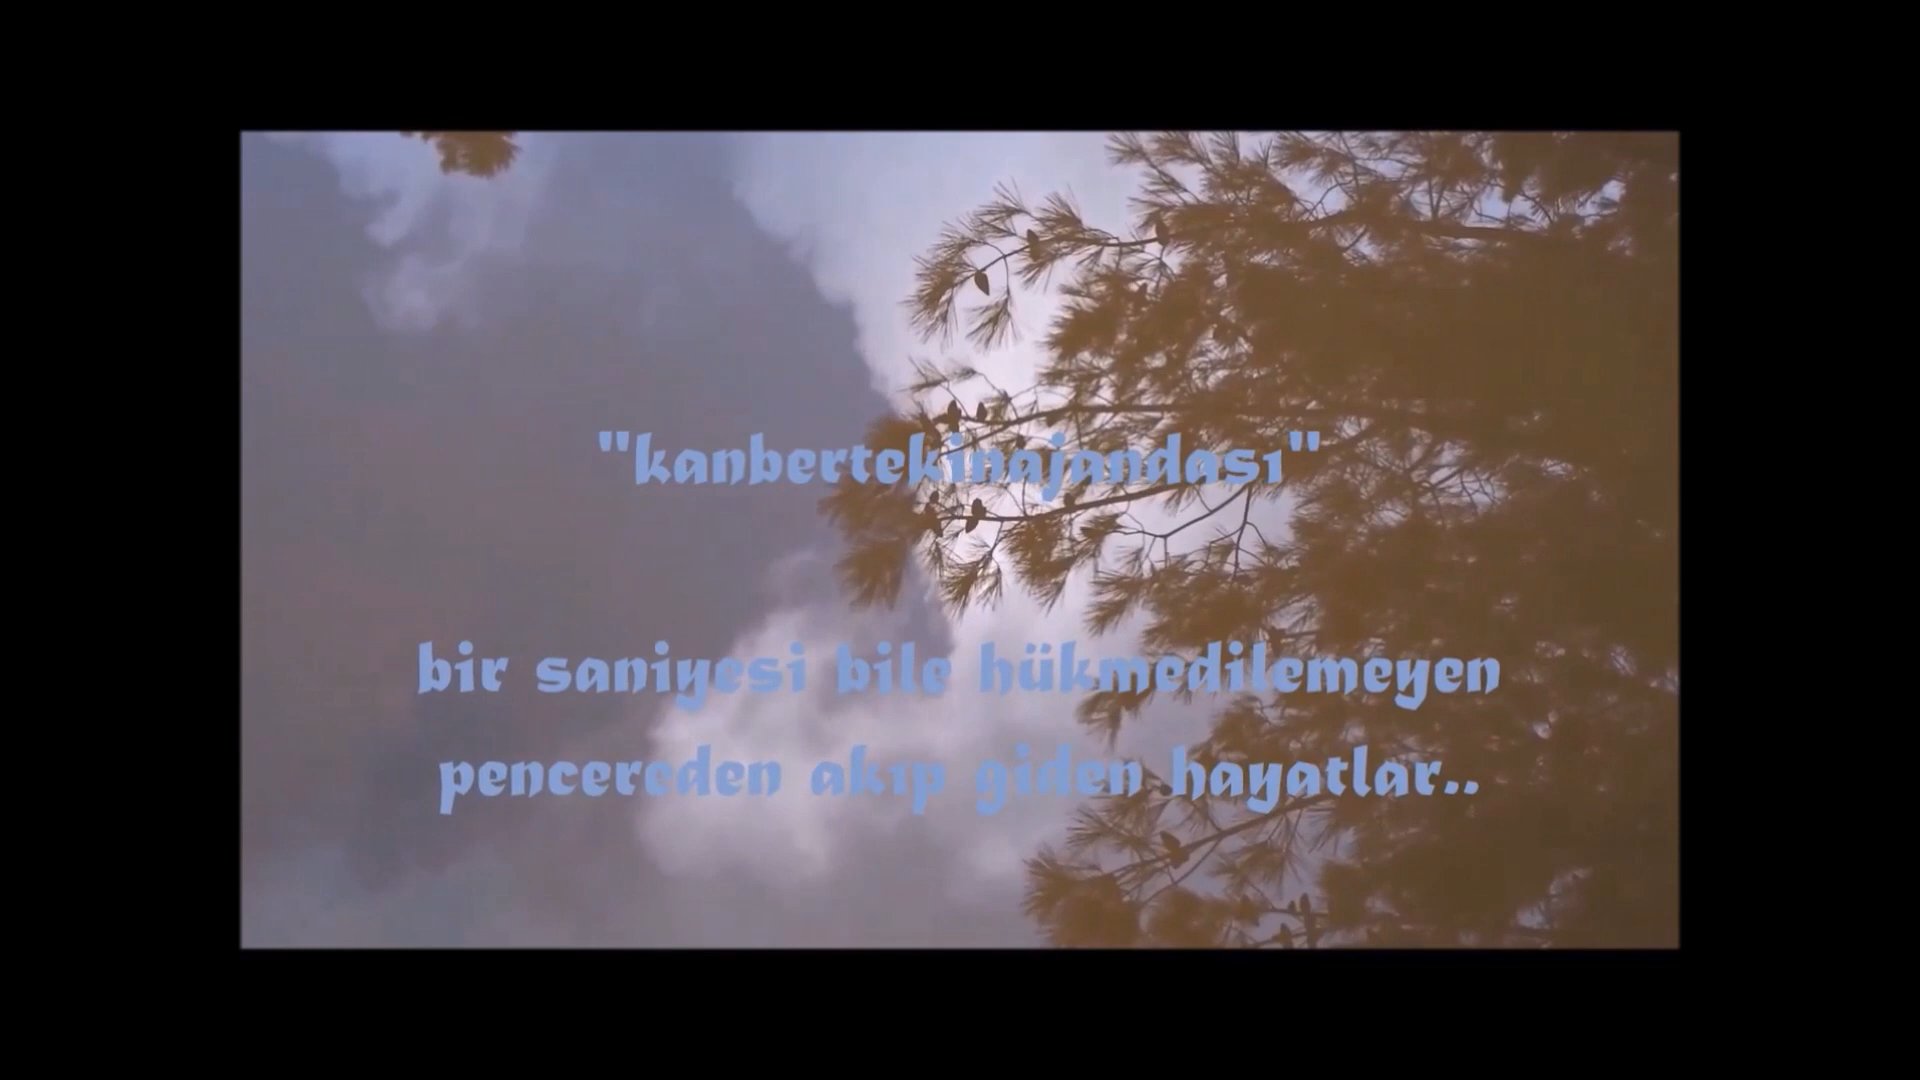 "kanbertekinajandası"
bir saniyesi bile hükmedilemeyen
pencereden akıp giden hayatlar..